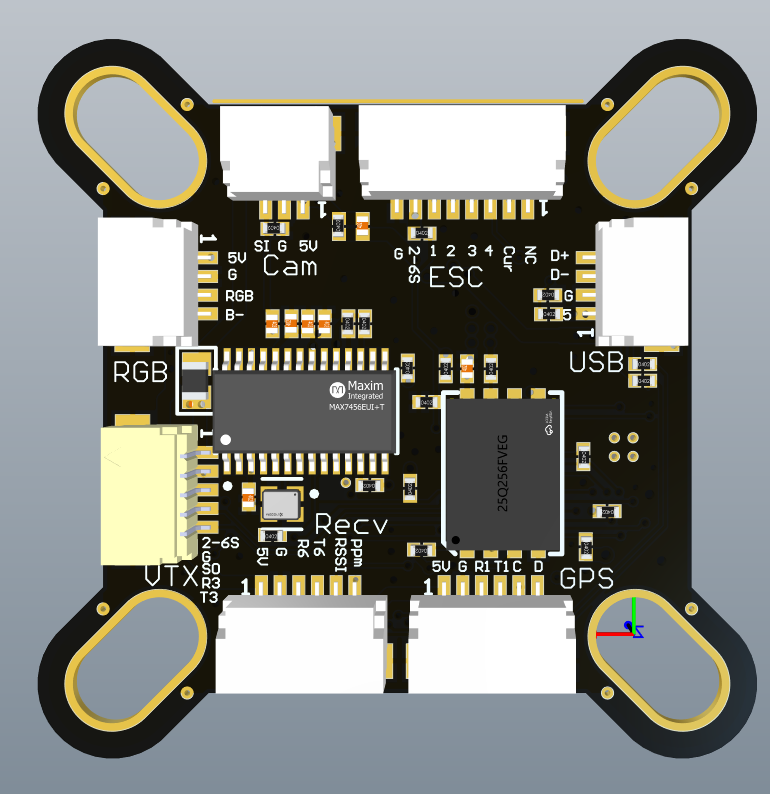 1
1
SI G 5V
Cam
G 2-6S 1 2 3 4 Cur NC
ESC
1
5V
G
RGB
B-
RGB
D+
D-
G
5
1
USB
Maxim
Integrated
MAX7456EUI+T
25Q256FVEG
0402
1
2-6S
G
SO
R3
T3
VTX
Recv
5V G R6 T6 RSSI ppm
1
5V G R1 T1 C D
1
GPS
Z